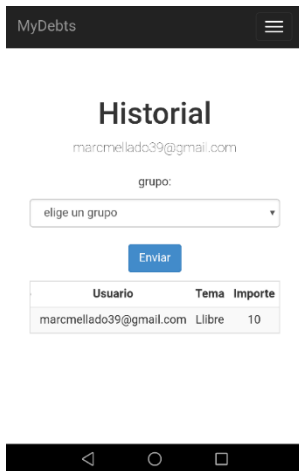 MyDebts
Historial
marcmellado39@gmail.com
grupo:
elige un grupo
Enviar
Usuario Tema Importe
marcmellado39@gmail.com Llibre 10